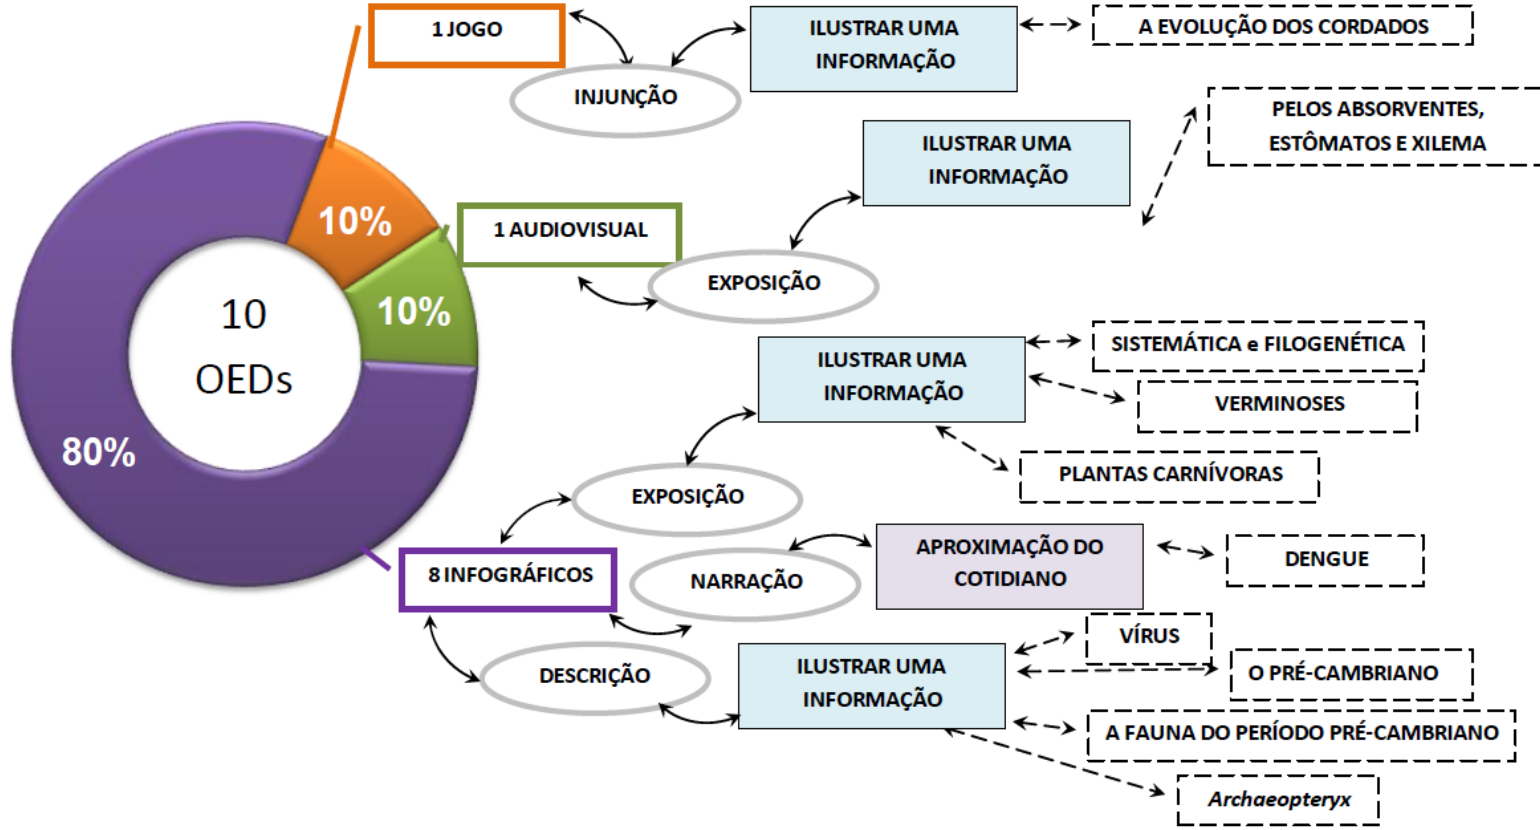 1 JOGO
INJUNÇÃO
ILUSTRAR UMA
INFORMAÇÃO
A EVOLUÇÃO DOS CORDADOS
10%
1 AUDIOVISUAL
EXPOSIÇÃO
ILUSTRAR UMA
INFORMAÇÃO
PELOS ABSORVENTES,
ESTÔMATOS E XILEMA
10%
10
OEDs
80%
8 INFOGRÁFICOS
EXPOSIÇÃO
ILUSTRAR UMA
INFORMAÇÃO
SISTEMÁTICA e FILOGENÉTICA
VERMINOSES
PLANTAS CARNÍVORAS
NARRAÇÃO
APROXIMAÇÃO DO
COTIDIANO
DENGUE
DESCRIÇÃO
ILUSTRAR UMA
INFORMAÇÃO
VÍRUS
O PRÉ-CAMBRIANO
A FAUNA DO PERÍODO PRÉ-CAMBRIANO
Archaeopteryx